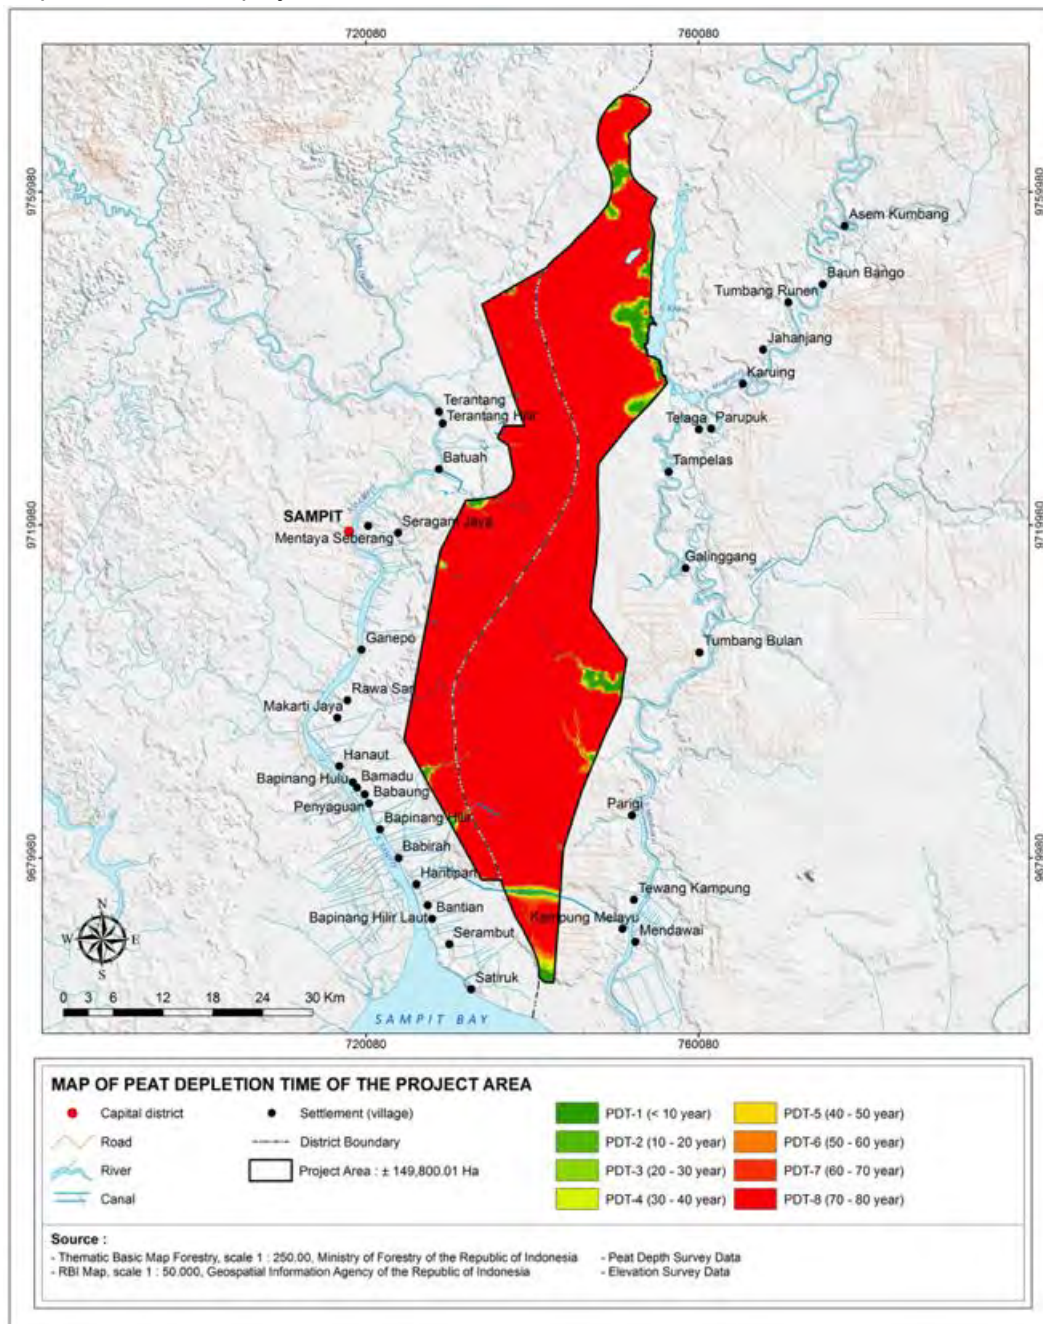 720080
760080
9759980
9759980
Asem Kumbang
Baun Bango
Tumbang Runen
Jahanjang
Karuing
Terantang
Terantang Hilir
Telaga
Parupuk
Batuah
Tampelas
SAMPIT
Seragam Jaya
Mentaya Seberang
9719980
9719980
Galinggang
Ganepo
Tumbang Bulan
Rawa Sari
Makarti Jaya
Hanaut
Bapinang Hulu
Bamadu
Babaung
Penyaguan
Bapinang Hilir
Parigi
Babirah
9679980
9679980
Hantipan
Tewang Kampung
Bantian
Bapinang Hilir Laut
Kampung Melayu
Mendawai
Serambut
Satiruk
N
W
E
S
0 3 6 12 18 24 30 Km
SAMPIT BAY
720080
760080
MAP OF PEAT DEPLETION TIME OF THE PROJECT AREA
Capital district
Settlement (village)
PDT-1 (< 10 year)
PDT-5 (40 - 50 year)
Road
District Boundary
PDT-2 (10 - 20 year)
PDT-6 (50 - 60 year)
River
Project Area : ± 149,800.01 Ha
PDT-3 (20 - 30 year)
PDT-7 (60 - 70 year)
Canal
PDT-4 (30 - 40 year)
PDT-8 (70 - 80 year)
Source :
- Thematic Basic Map Forestry, scale 1 : 250.00, Ministry of Forestry of the Republic of Indonesia
- Peat Depth Survey Data
- RBI Map, scale 1 : 50.000, Geospatial Information Agency of the Republic of Indonesia
- Elevation Survey Data